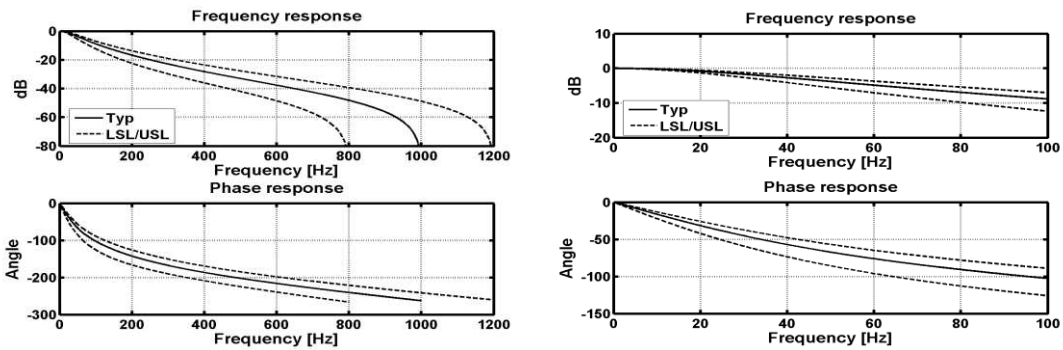 Frequency response
0
-20
-40
-60
-80
dB
Typ
LSL/USL
0 200 400 600 800 1000 1200
Frequency [Hz]
Phase response
0
-100
-200
-300
Angle
0 200 400 600 800 1000 1200
Frequency [Hz]
Frequency response
10
0
-10
-20
dB
Typ
LSL/USL
0 20 40 60 80 100
Frequency [Hz]
Phase response
0
-50
-100
-150
Angle
0 20 40 60 80 100
Frequency [Hz]